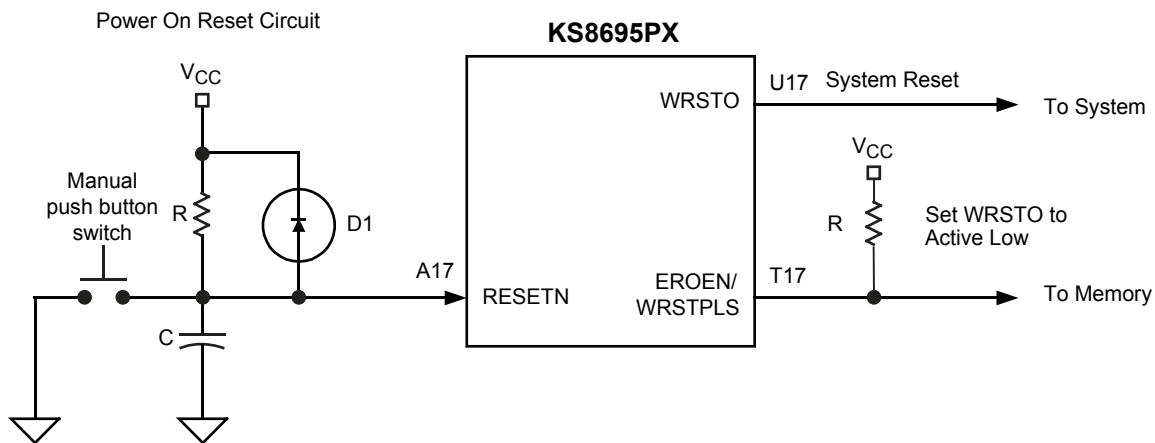 Power On Reset Circuit
KS8695PX
VCC
Manual
push button
switch
R
D1
C
A17
RESETN
WRSTO
U17
System Reset
To System
VCC
R
Set WRSTO to
Active Low
EROEN/
WRSTPLS
T17
To Memory